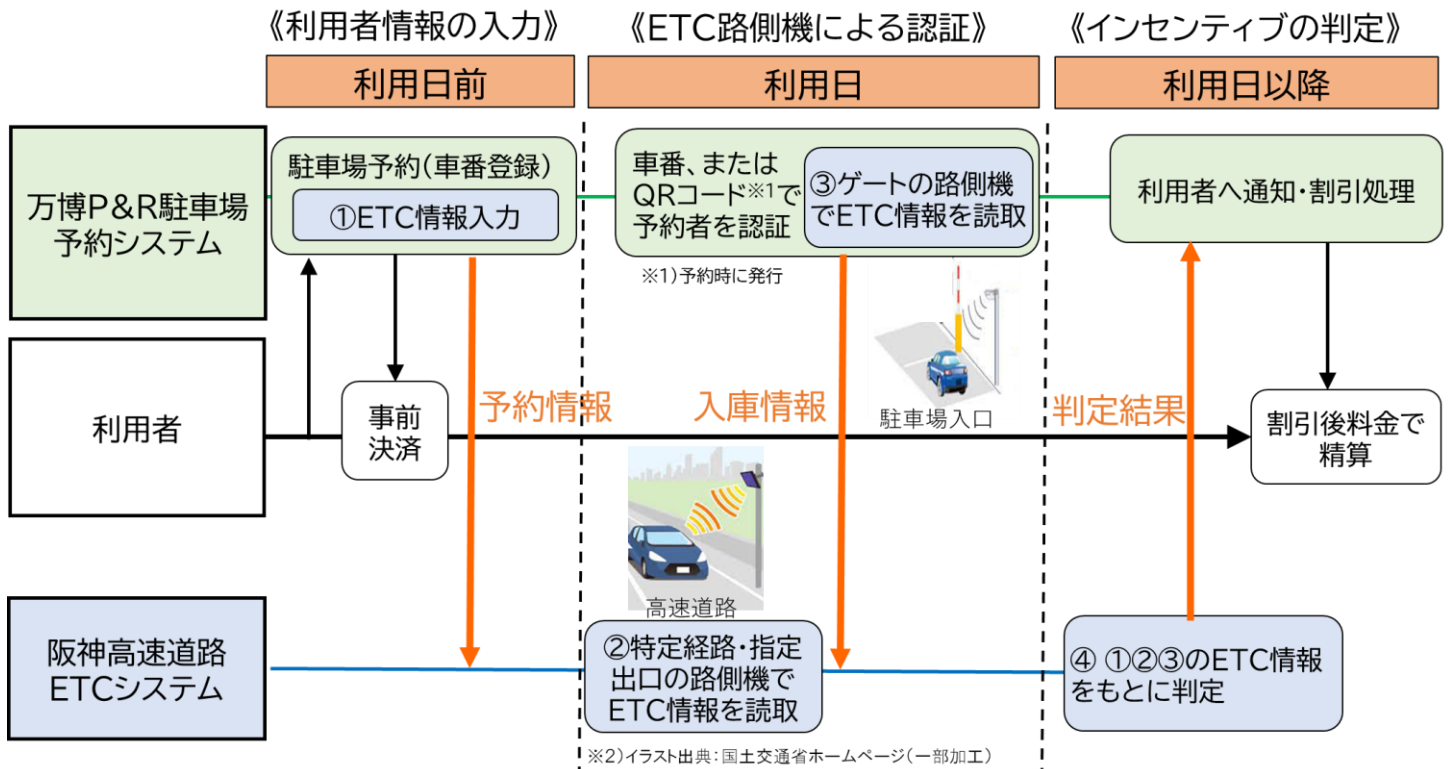 《利用者情報の入力》
《ETC路側機による認証》
《インセンティブの判定》
利用日前
利用日
利用日以降
万博P&R駐車場
予約システム
駐車場予約(車番登録)
①ETC情報入力
車番、または
QRコード※1で
予約者を認証
③ゲートの路側機
でETC情報を読取
※1)予約時に発行
利用者へ通知・割引処理
駐車場入口
利用者
事前
決済
予約情報
入庫情報
判定結果
割引後料金で
精算
高速道路
阪神高速道路
ETCシステム
②特定経路・指定
出口の路側機で
ETC情報を読取
④ ①②③のETC情報
をもとに判定
※2)イラスト出典:国土交通省ホームページ(一部加工)